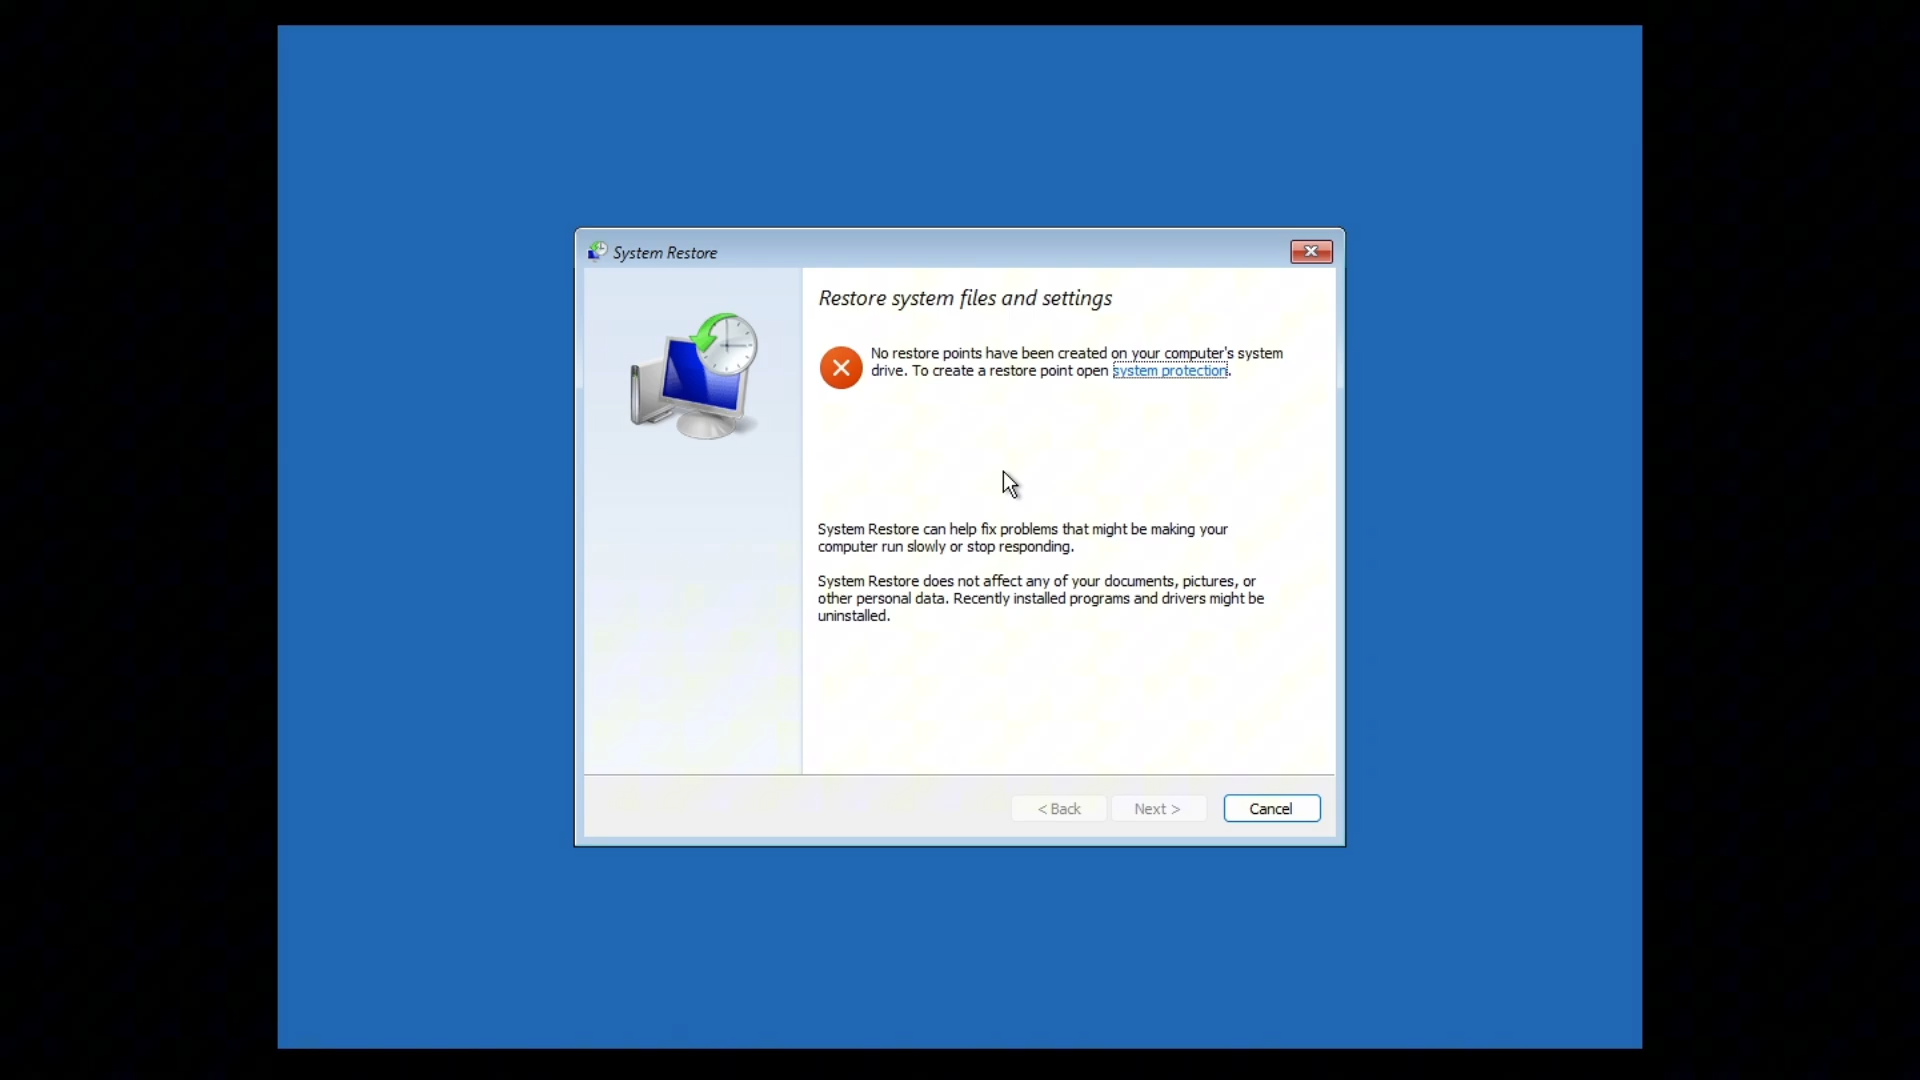 System Restore
Restore system files and settings
No restore points have been created on your computer's system
drive. To create a restore point open system protection.
System Restore can help fix problems that might be making your
computer run slowly or stop responding.
System Restore does not affect any of your documents, pictures, or
other personal data. Recently installed programs and drivers might be
uninstalled.
< Back
Next >
Cancel